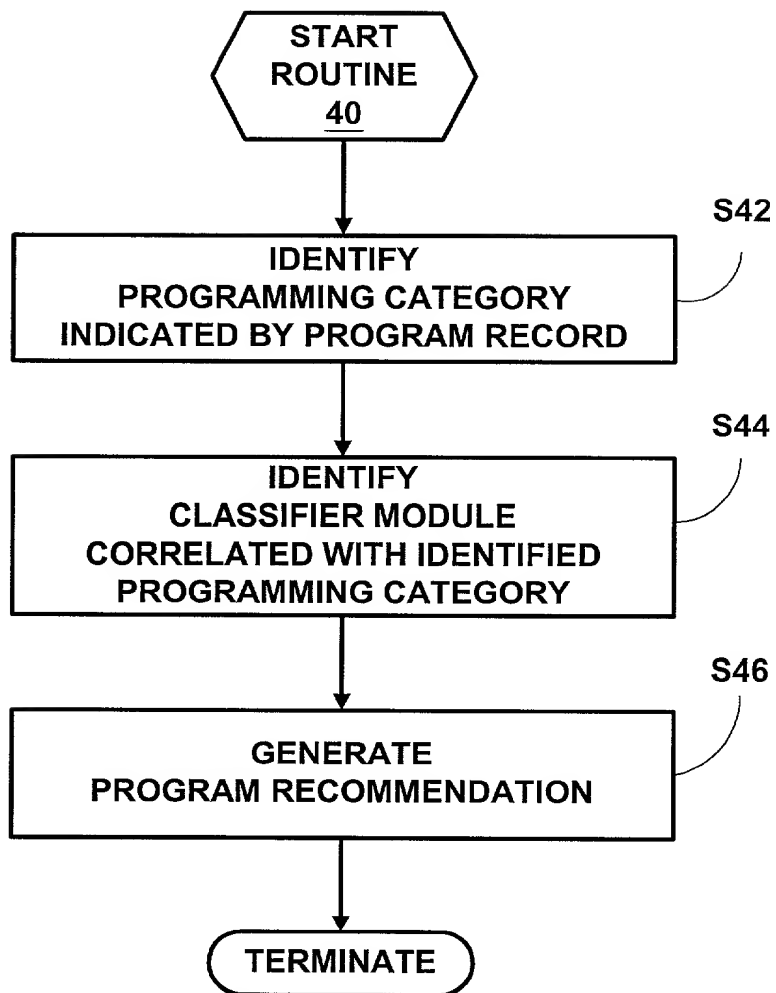 START
ROUTINE
40
S42
IDENTIFY
PROGRAMMING CATEGORY
INDICATED BY PROGRAM RECORD
S44
IDENTIFY
CLASSIFIER MODULE
CORRELATED WITH IDENTIFIED
PROGRAMMING CATEGORY
S46
GENERATE
PROGRAM RECOMMENDATION
TERMINATE